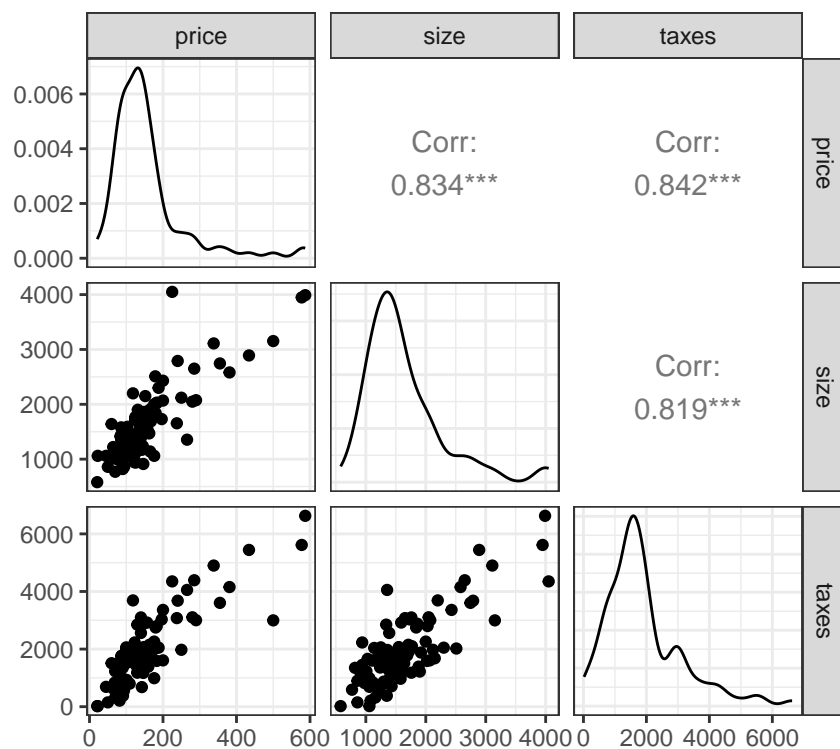 price size taxes
0.006
0.004
0.002
0.000
Corr:
0.834***
Corr:
0.842***
price
4000
3000
2000
1000
Corr:
0.819***
size
6000
4000
2000
0
taxes
0 200 400 600
1000 2000 3000 4000
0 2000 4000 6000